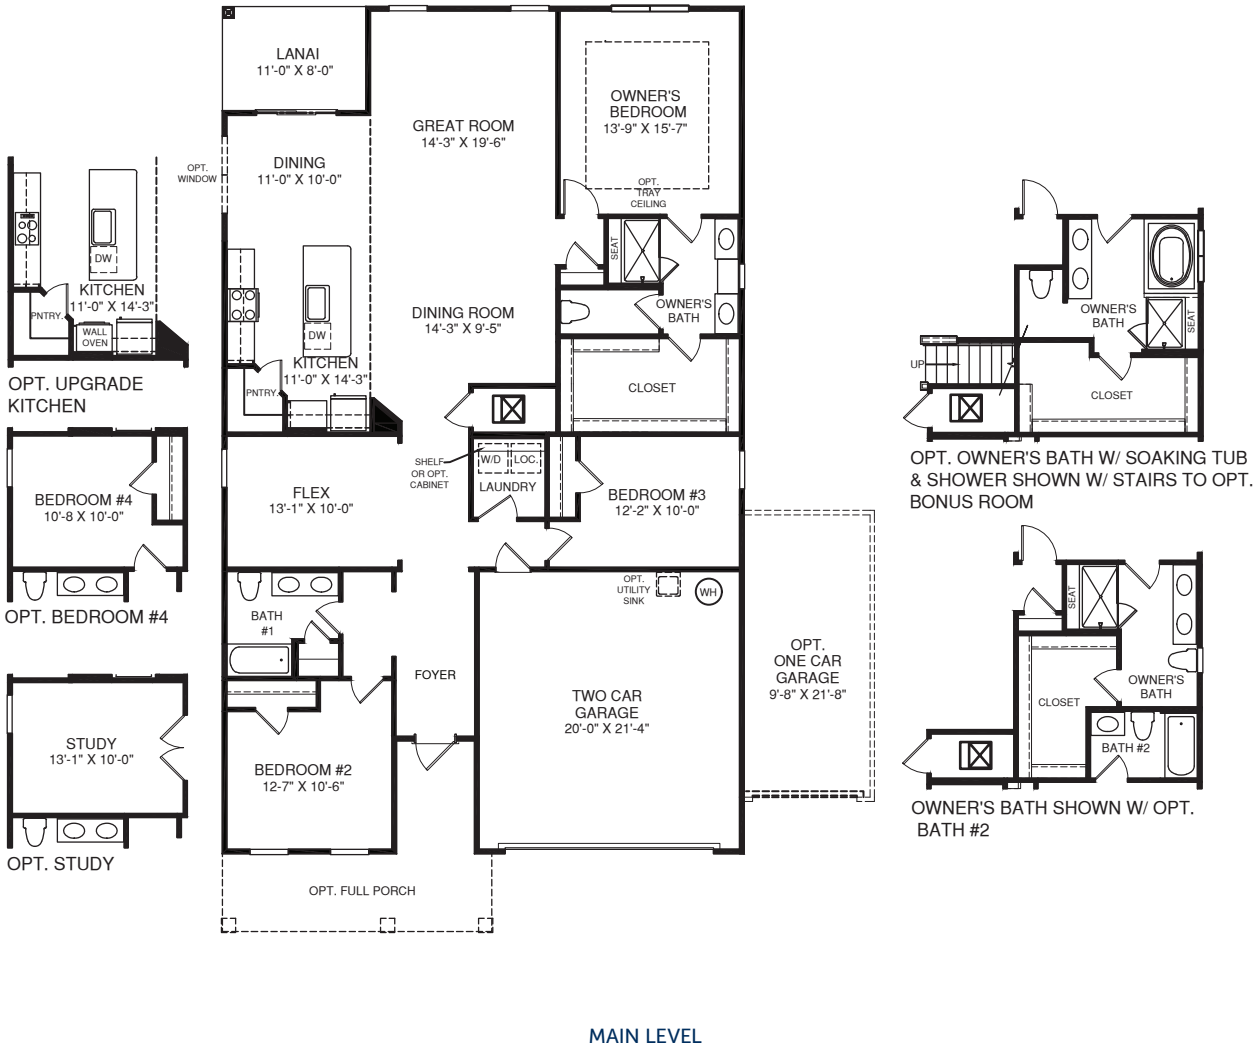 LANAI
11'-0" X 8'-0"
GREAT ROOM
14'-3" X 19'-6"
OWNER'S
BEDROOM
13'-9" X 15'-7"
OPT.
TRAY
CEILING
OPT.
WINDOW
DINING
11'-0" X 10'-0"
SEAT
OWNER'S
BATH
DINING ROOM
14'-3" X 9'-5"
DW
KITCHEN
11'-0" X 14'-3"
PNTRY.
CLOSET
SHELF
OR OPT.
CABINET
W/D
LOC.
LAUNDRY
FLEX
13'-1" X 10'-0"
BEDROOM #3
12'-2" X 10'-0"
OPT.
UTILITY
SINK
WH
BATH
#1
FOYER
TWO CAR
GARAGE
20'-0" X 21'-4"
OPT.
ONE CAR
GARAGE
9'-8" X 21'-8"
BEDROOM #2
12'-7" X 10'-6"
OPT. FULL PORCH
DW
KITCHEN
11'-0" X 14'-3"
PNTRY.
WALL
OVEN
OPT. UPGRADE
KITCHEN
BEDROOM #4
10'-8 X 10'-0"
OPT. BEDROOM #4
STUDY
13'-1" X 10'-0"
OPT. STUDY
OWNER'S
BATH
SEAT
UP
CLOSET
OPT. OWNER'S BATH W/ SOAKING TUB
& SHOWER SHOWN W/ STAIRS TO OPT.
BONUS ROOM
SEAT
OWNER'S
BATH
CLOSET
BATH #2
OWNER'S BATH SHOWN W/ OPT.
BATH #2
MAIN LEVEL